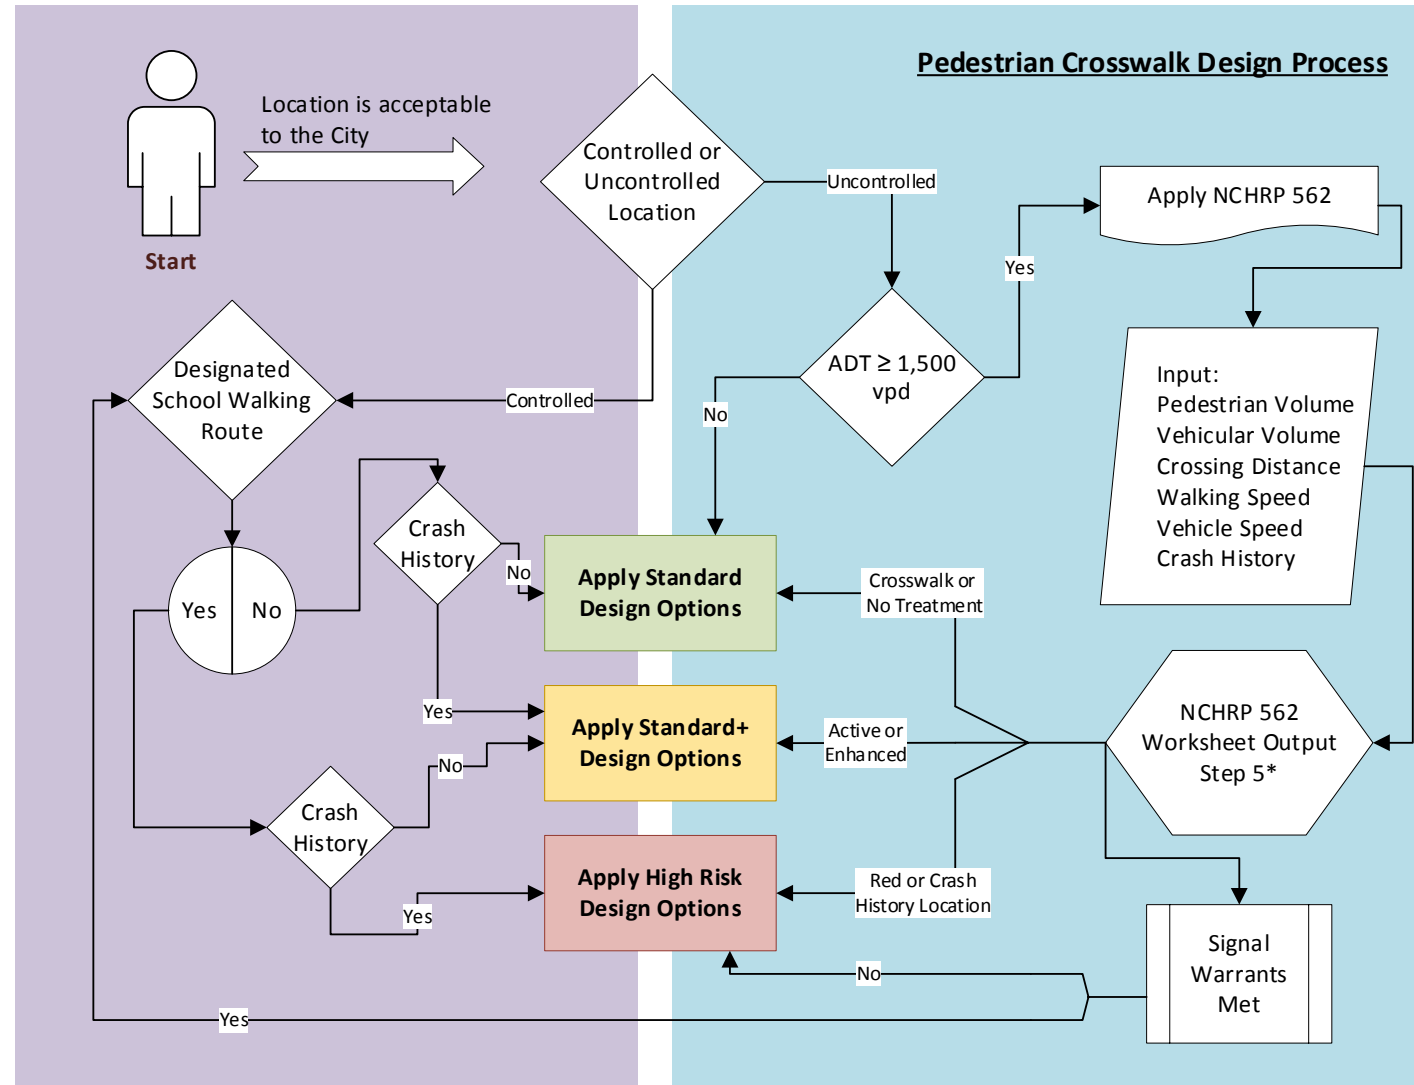 Pedestrian Crosswalk Design Process
Location is acceptable
to the City
Start
Controlled or
Uncontrolled
Location
Uncontrolled
Apply NCHRP 562
Yes
ADT ≥ 1,500
vpd
No
Controlled
Designated
School Walking
Route
Input:
Pedestrian Volume
Vehicular Volume
Crossing Distance
Walking Speed
Vehicle Speed
Crash History
Crash
History
No
Yes
No
Yes
Apply Standard
Design Options
Crosswalk or
No Treatment
Apply Standard+
Design Options
Active or
Enhanced
NCHRP 562
Worksheet Output
Step 5*
No
Crash
History
Yes
Apply High Risk
Design Options
Red or Crash
History Location
Signal
Warrants
Met
No
Yes